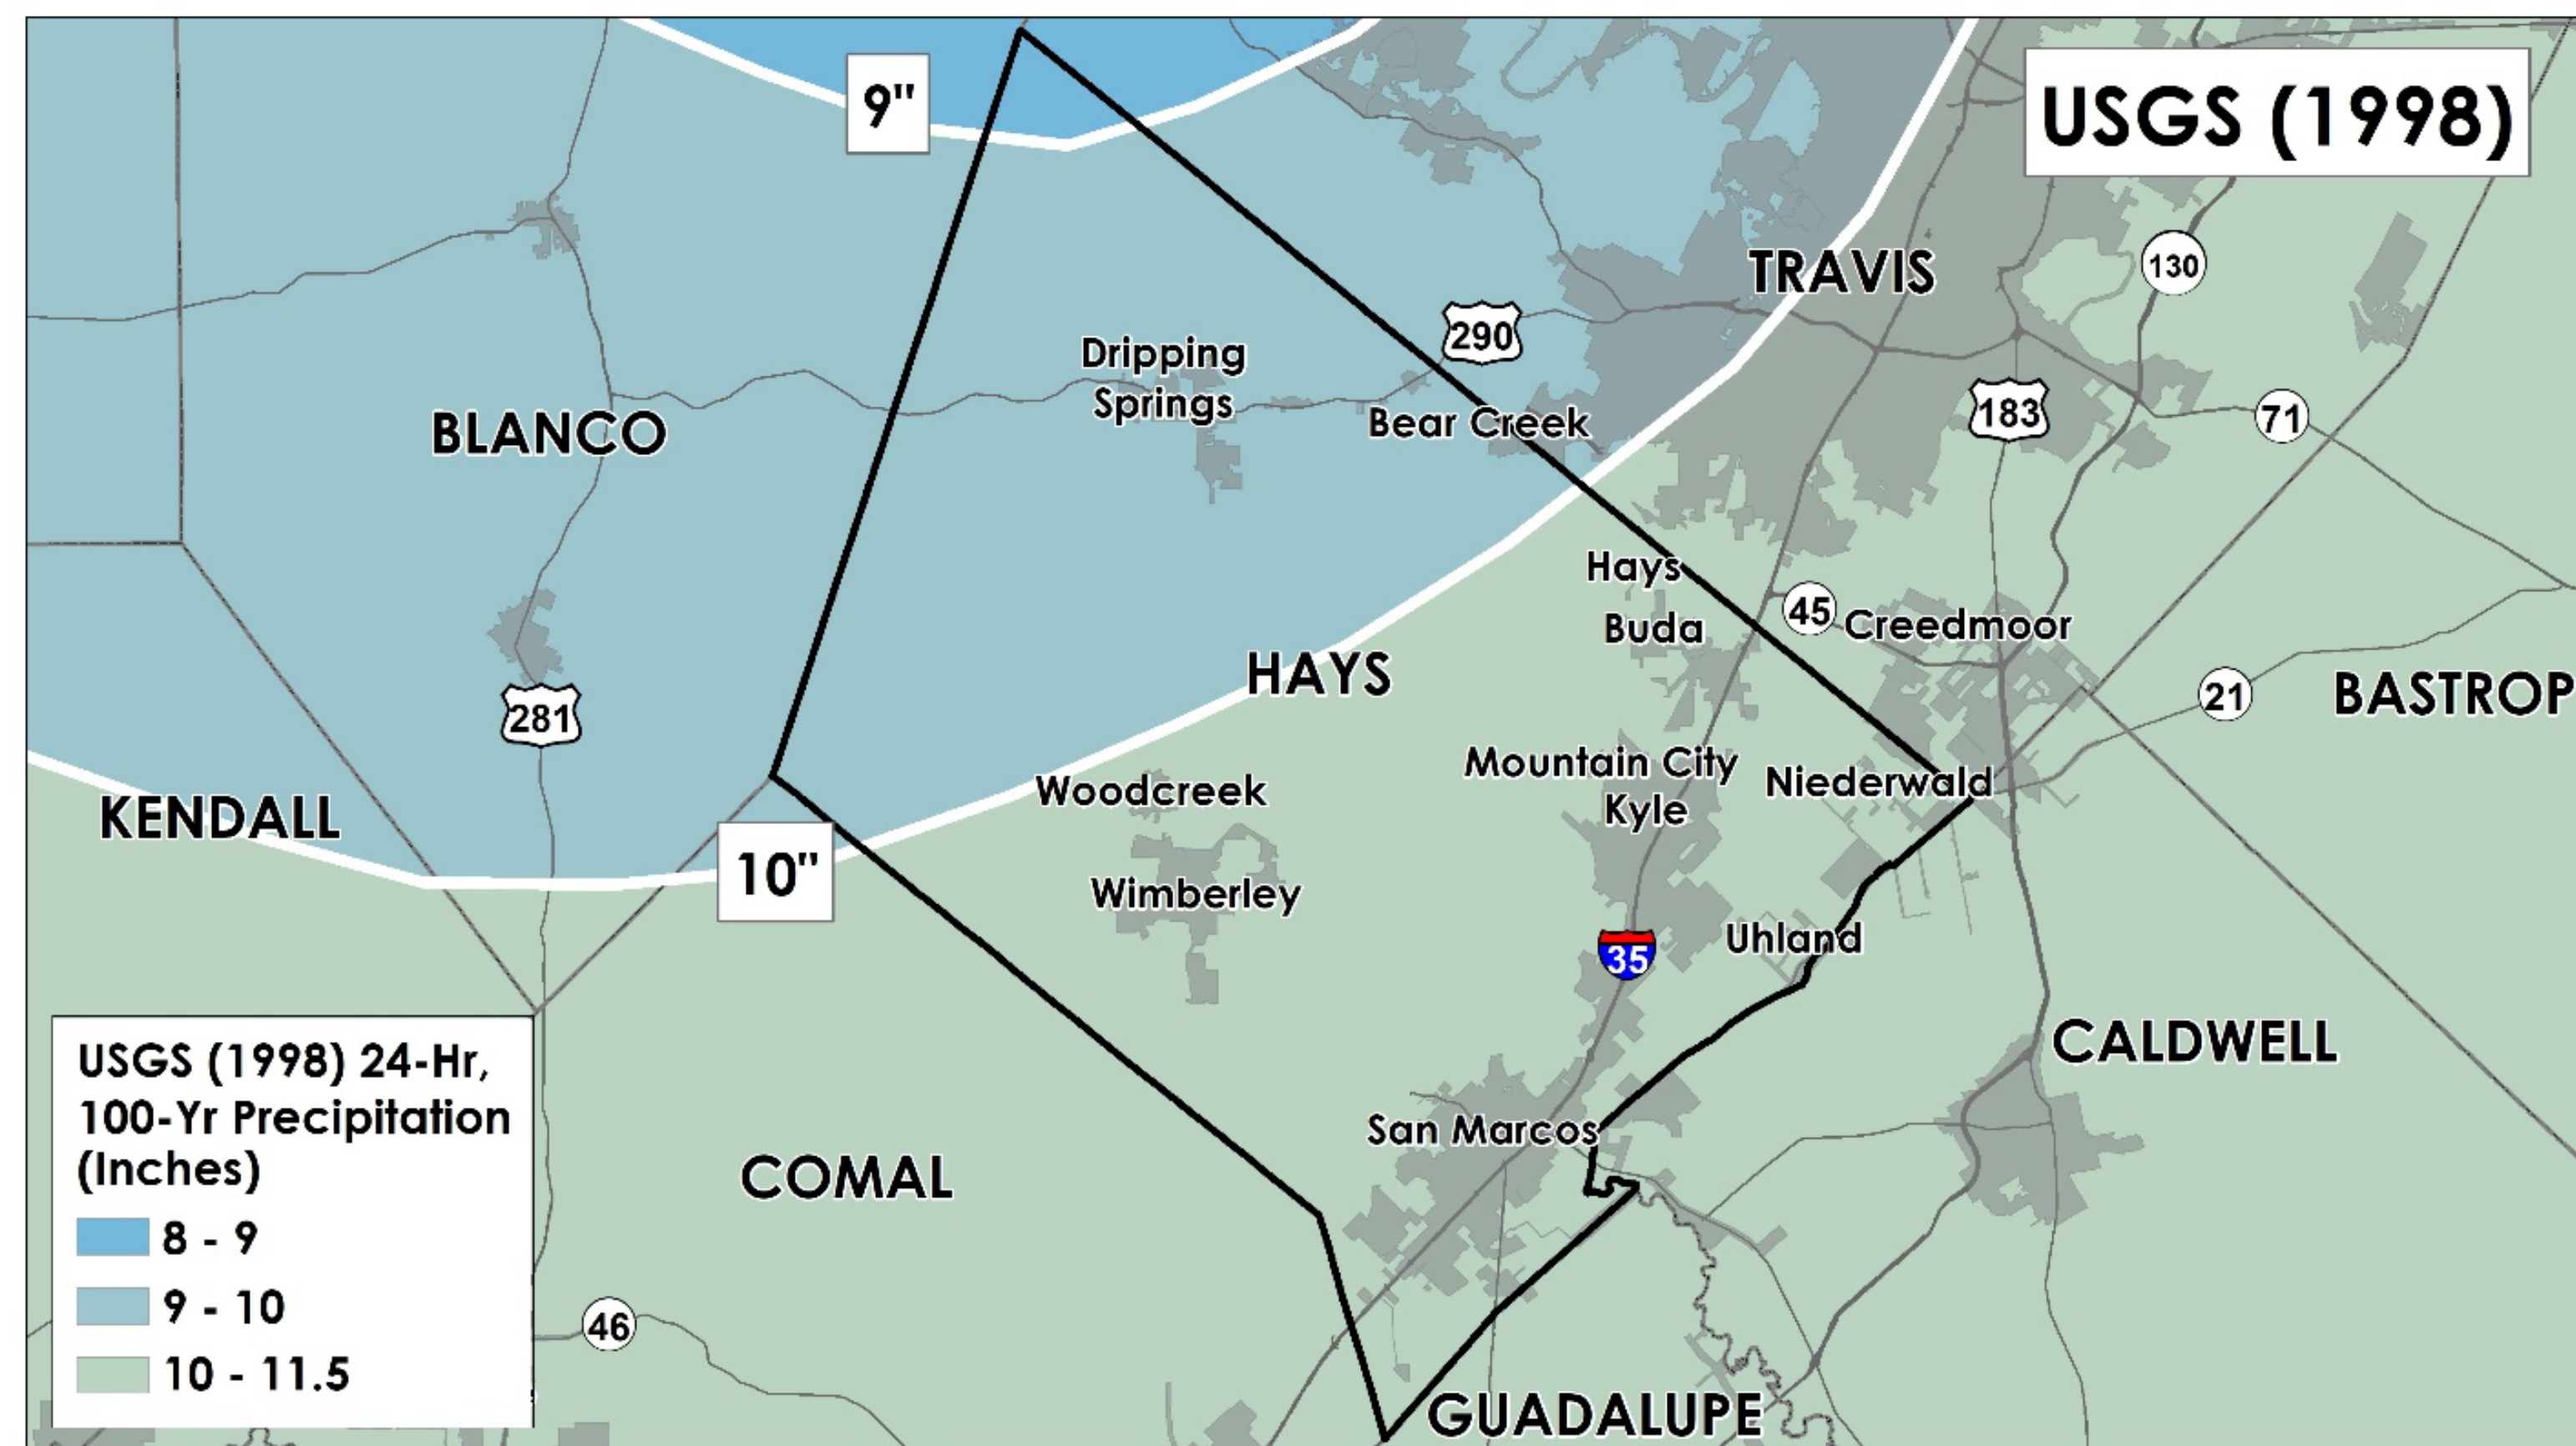 9"
USGS (1998)
TRAVIS
130
290
Dripping
Springs
Bear Creek
183
71
BLANCO
Hays
45
Creedmoor
Buda
HAYS
21
BASTROP
281
Mountain City
Niederwald
Woodcreek
KENDALL
Kyle
10"
Wimberley
Uhland
35
CALDWELL
USGS (1998) 24-Hr,
100-Yr Precipitation
(Inches)
8 - 9
9 - 10
10 - 11.5
San Marcos
COMAL
46
GUADALUPE